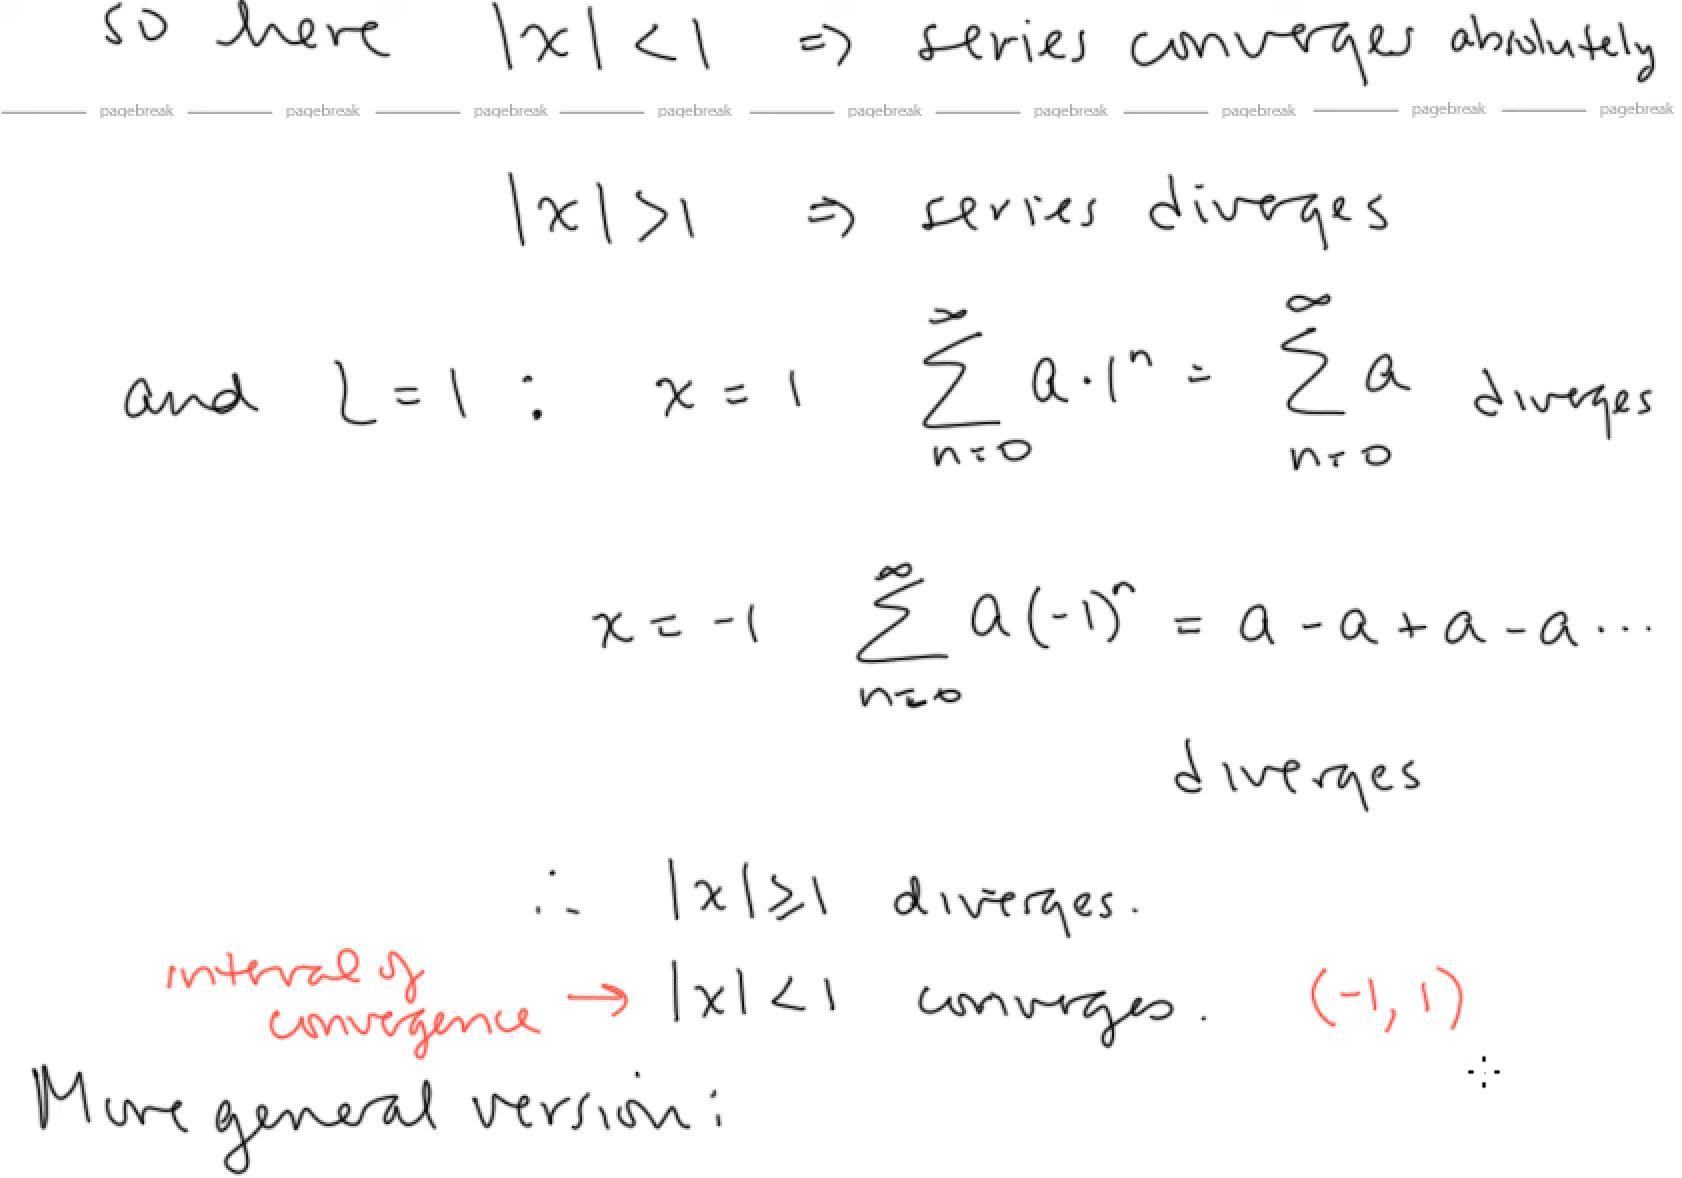 so here |x| < 1 ⇒ series converges absolutely
pagebreak pagebreak pagebreak pagebreak pagebreak pagebreak pagebreak pagebreak pagebreak
|x| > 1 ⇒ series diverges
and L = 1 : x = 1 ∑_{n=0}^{∞} a·1^n = ∑_{n=0}^{∞} a diverges
x = -1 ∑_{n=0}^{∞} a(-1)^n = a - a + a - a ...
diverges
∴ |x| ≥ 1 diverges.
interval of convergence → |x| < 1 converges. (-1, 1)
More general version: